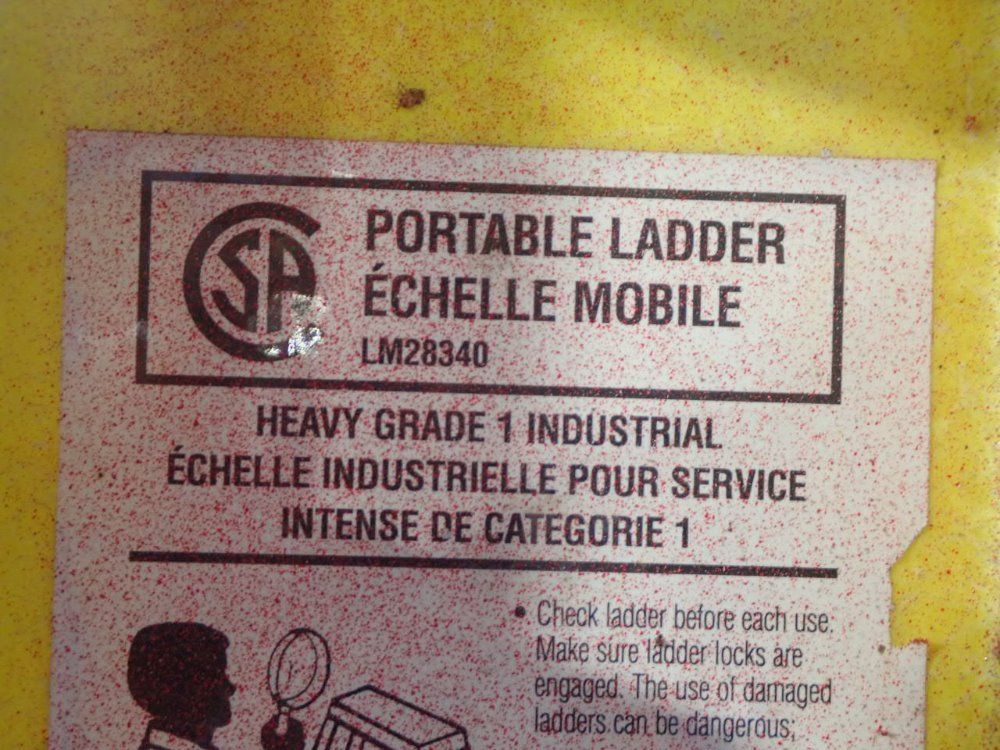 CSA
PORTABLE LADDER
ÉCHELLE MOBILE
LM28340
HEAVY GRADE 1 INDUSTRIAL
ÉCHELLE INDUSTRIELLE POUR SERVICE
INTENSE DE CATEGORIE 1
• Check ladder before each use.
Make sure ladder locks are
engaged. The use of damaged
ladders can be dangerous;